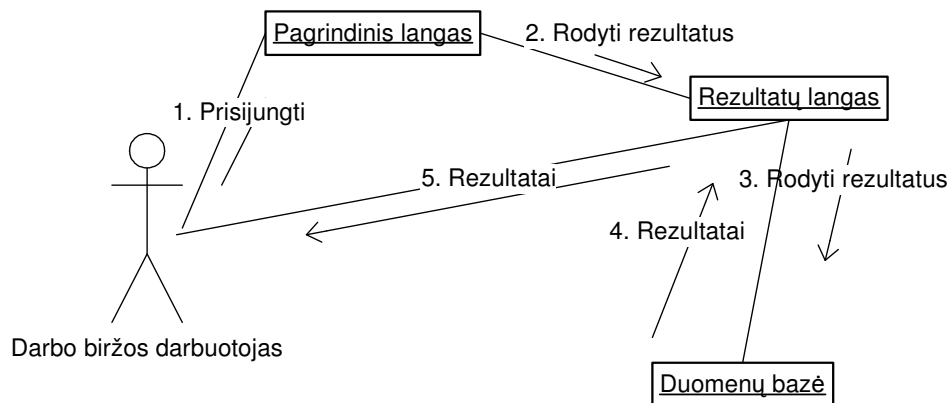 Pagrindinis langas
2. Rodyti rezultatus
Rezultatų langas
1. Prisijungti
5. Rezultatai
3. Rodyti rezultatus
4. Rezultatai
Darbo biržos darbuotojas
Duomenų bazė